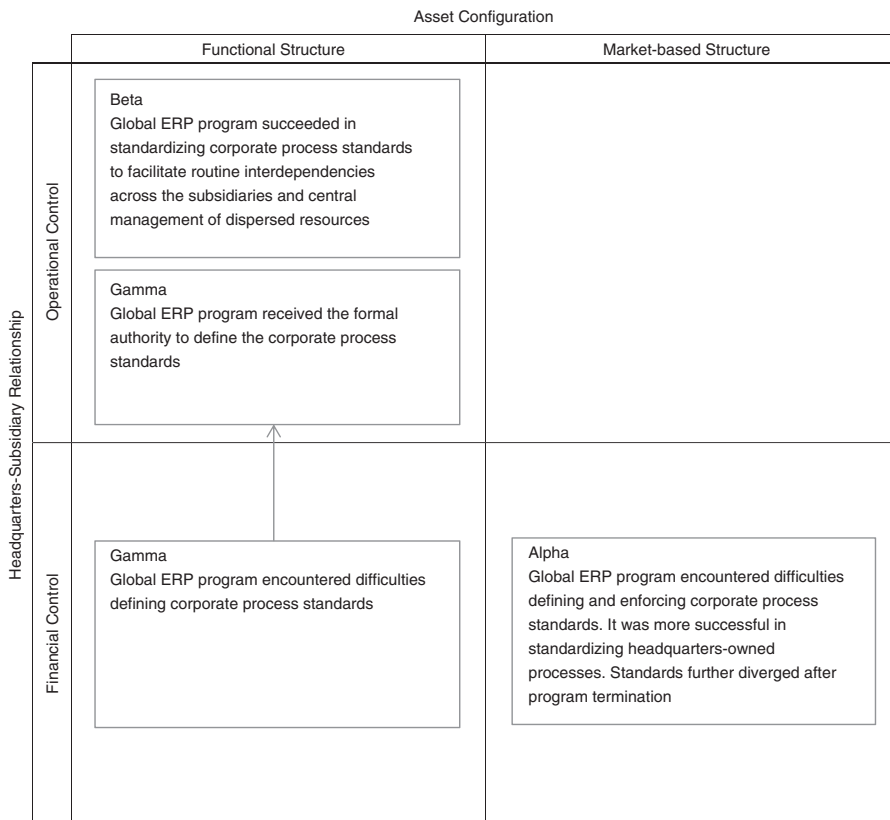 Asset Configuration
Functional Structure
Market-based Structure
Headquarters-Subsidiary Relationship
Operational Control
Beta
Global ERP program succeeded in
standardizing corporate process standards
to facilitate routine interdependencies
across the subsidiaries and central
management of dispersed resources
Gamma
Global ERP program received the formal
authority to define the corporate process
standards
Financial Control
Gamma
Global ERP program encountered difficulties
defining corporate process standards
Alpha
Global ERP program encountered difficulties
defining and enforcing corporate process
standards. It was more successful in
standardizing headquarters-owned
processes. Standards further diverged after
program termination